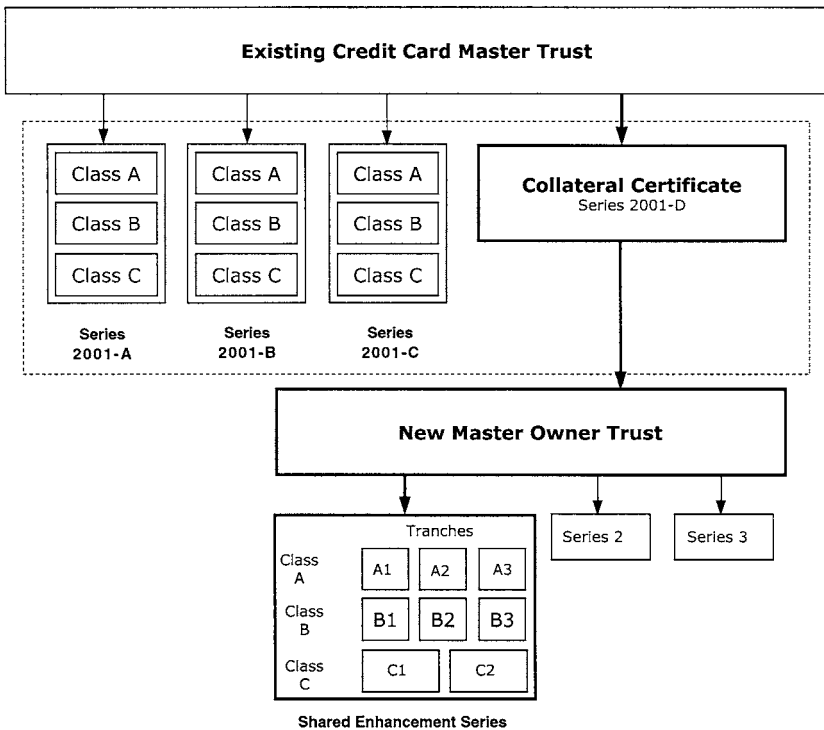 Existing Credit Card Master Trust
Class A
Class B
Class C
Series
2001-A
Class A
Class B
Class C
Series
2001-B
Class A
Class B
Class C
Series
2001-C
Collateral Certificate
Series 2001-D
New Master Owner Trust
Tranches
Class
A
A1
A2
A3
Class
B
B1
B2
B3
Class
C
C1
C2
Shared Enhancement Series
Series 2
Series 3